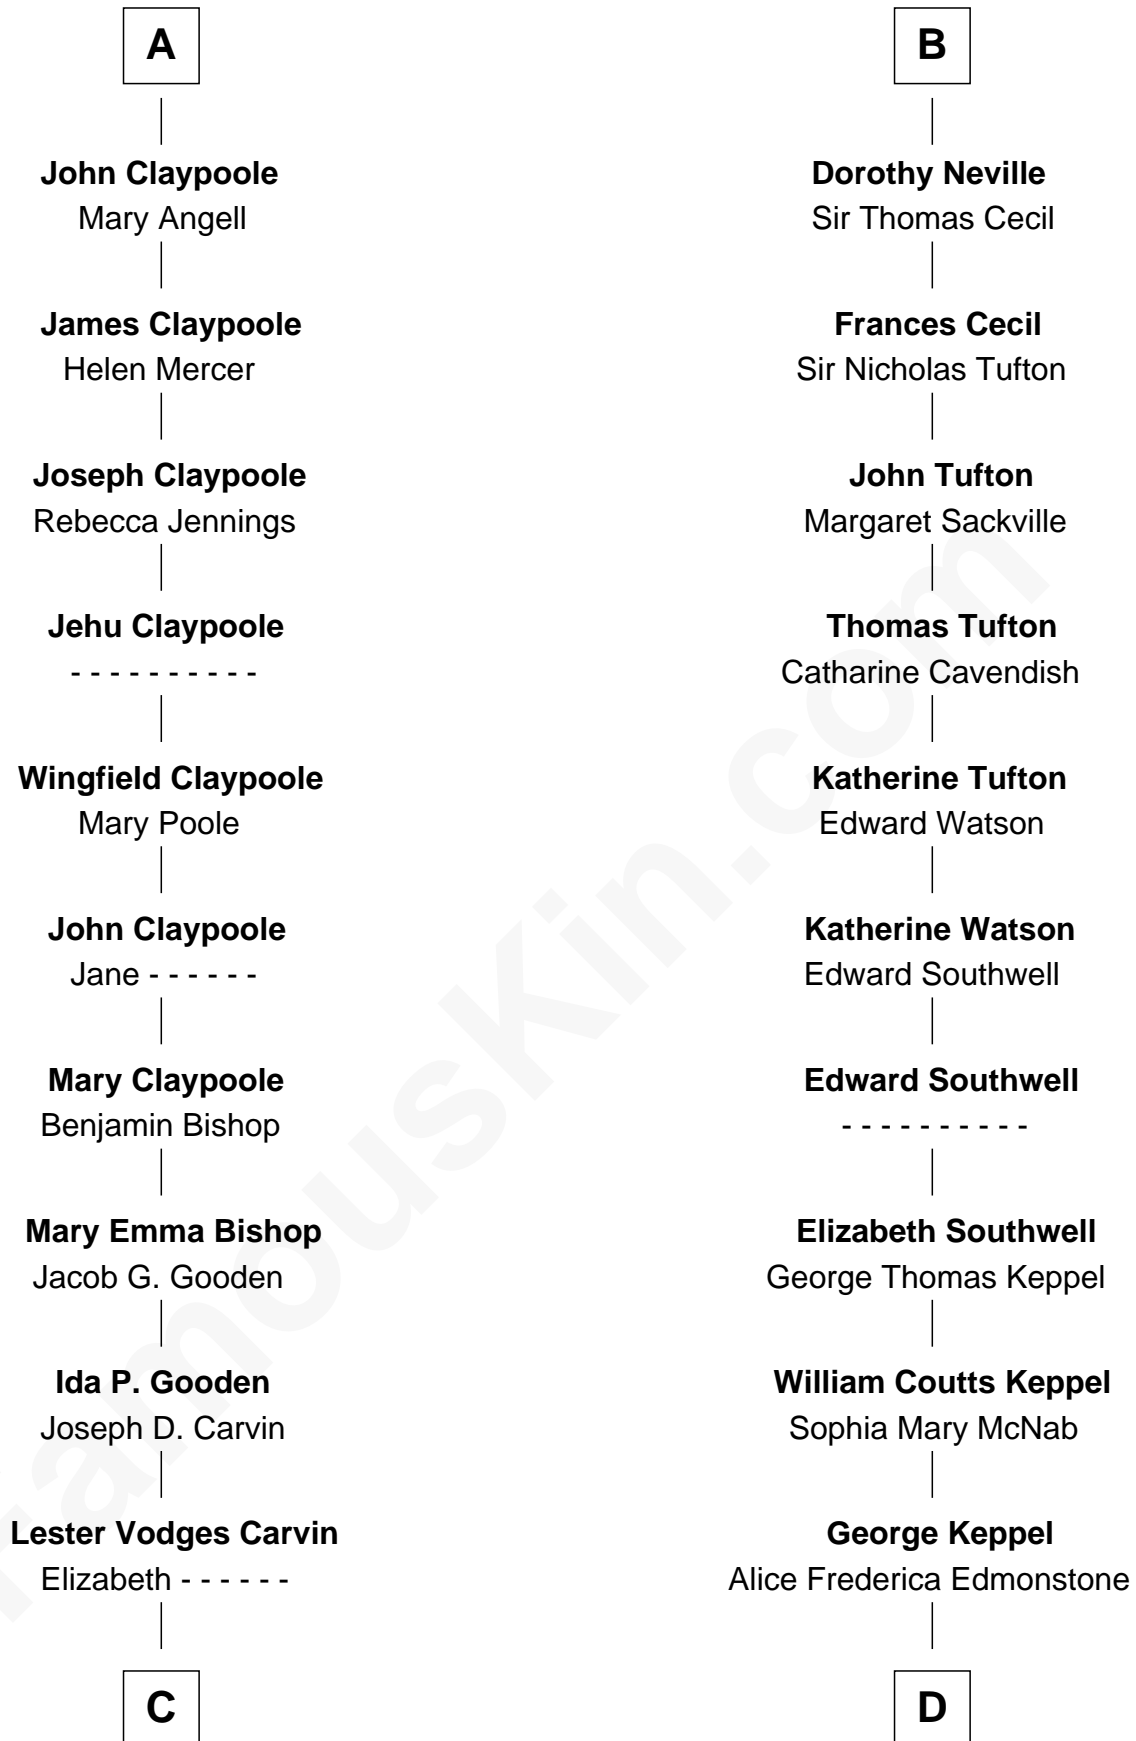 A
John Claypoole
Mary Angell
James Claypoole
Helen Mercer
Joseph Claypoole
Rebecca Jennings
Jehu Claypoole
- - - - - - - - - -
Wingfield Claypoole
Mary Poole
John Claypoole
Jane - - - - - -
Mary Claypoole
Benjamin Bishop
Mary Emma Bishop
Jacob G. Gooden
Ida P. Gooden
Joseph D. Carvin
Lester Vodges Carvin
Elizabeth - - - - - -
C
B
Dorothy Neville
Sir Thomas Cecil
Frances Cecil
Sir Nicholas Tufton
John Tufton
Margaret Sackville
Thomas Tufton
Catharine Cavendish
Katherine Tufton
Edward Watson
Katherine Watson
Edward Southwell
Edward Southwell
- - - - - - - - - -
Elizabeth Southwell
George Thomas Keppel
William Coutts Keppel
Sophia Mary McNab
George Keppel
Alice Frederica Edmonstone
D
FamousKin.com